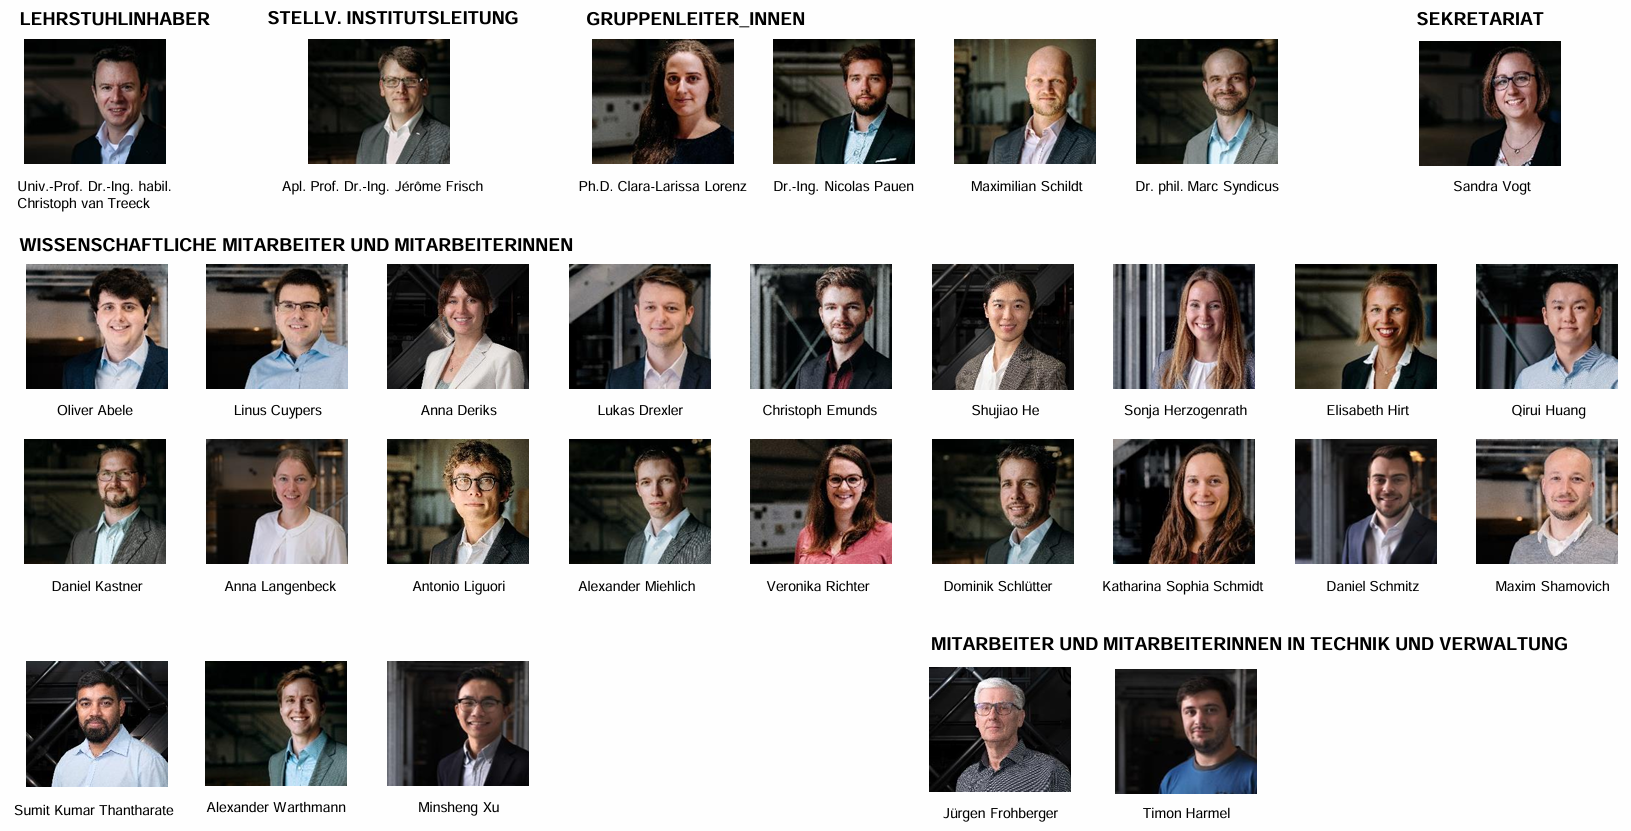 LEHRSTUHLINHABER
STELLV. INSTITUTSLEITUNG
GRUPPENLEITER_INNEN
SEKRETARIAT
Univ.-Prof. Dr.-Ing. habil.
Christoph van Treeck
Apl. Prof. Dr.-Ing. Jérôme Frisch
Ph.D. Clara-Larissa Lorenz
Dr.-Ing. Nicolas Pauen
Maximilian Schildt
Dr. phil. Marc Syndicus
Sandra Vogt
WISSENSCHAFTLICHE MITARBEITER UND MITARBEITERINNEN
Oliver Abele
Linus Cuypers
Anna Deriks
Lukas Drexler
Christoph Emunds
Shujiao He
Sonja Herzogenrath
Elisabeth Hirt
Qirui Huang
Daniel Kastner
Anna Langenbeck
Antonio Liguori
Alexander Miehlich
Veronika Richter
Dominik Schlütter
Katharina Sophia Schmidt
Daniel Schmitz
Maxim Shamovich
MITARBEITER UND MITARBEITERINNEN IN TECHNIK UND VERWALTUNG
Sumit Kumar Thantharate
Alexander Warthmann
Minsheng Xu
Jürgen Frohberger
Timon Harmel